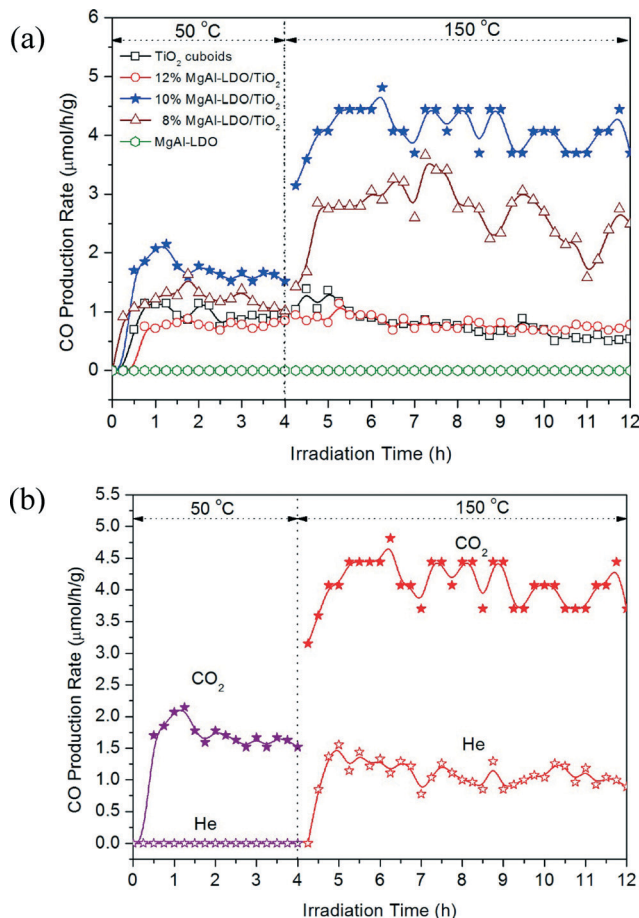 (a)
50 °C
150 °C
TiO₂ cuboids
12% MgAl-LDO/TiO₂
10% MgAl-LDO/TiO₂
8% MgAl-LDO/TiO₂
MgAl-LDO
CO Production Rate (μmol/h/g)
6
5
4
3
2
1
0
0 1 2 3 4 5 6 7 8 9 10 11 12
Irradiation Time (h)
(b)
50 °C
150 °C
CO₂
CO₂
He
He
CO Production Rate (μmol/h/g)
5.5
5.0
4.5
4.0
3.5
3.0
2.5
2.0
1.5
1.0
0.5
0.0
0 1 2 3 4 5 6 7 8 9 10 11 12
Irradiation Time (h)